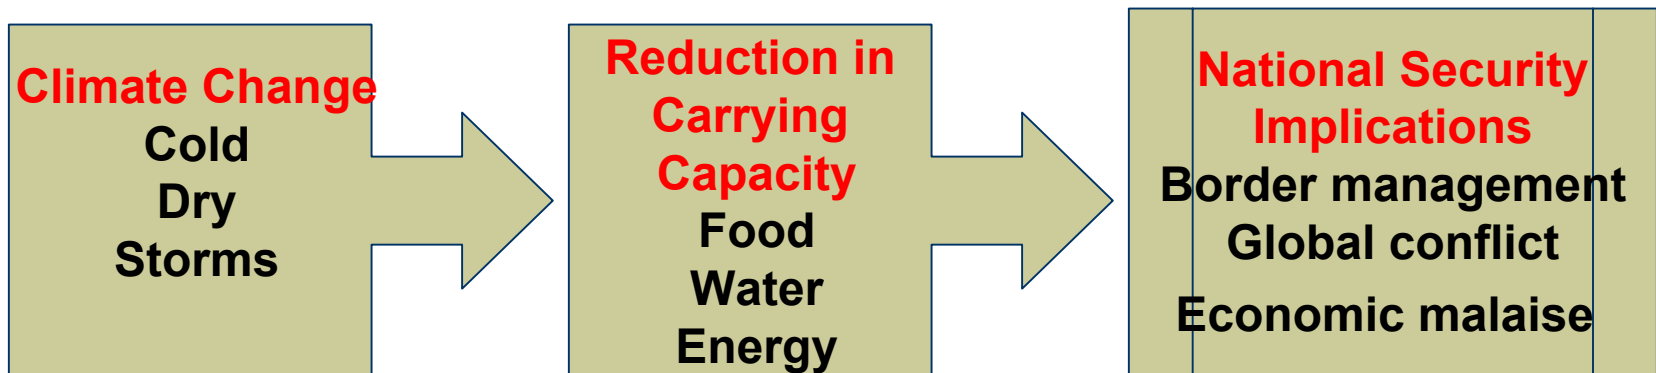 Climate Change
Cold
Dry
Storms
Reduction in
Carrying
Capacity
Food
Water
Energy
National Security
Implications
Border management
Global conflict
Economic malaise